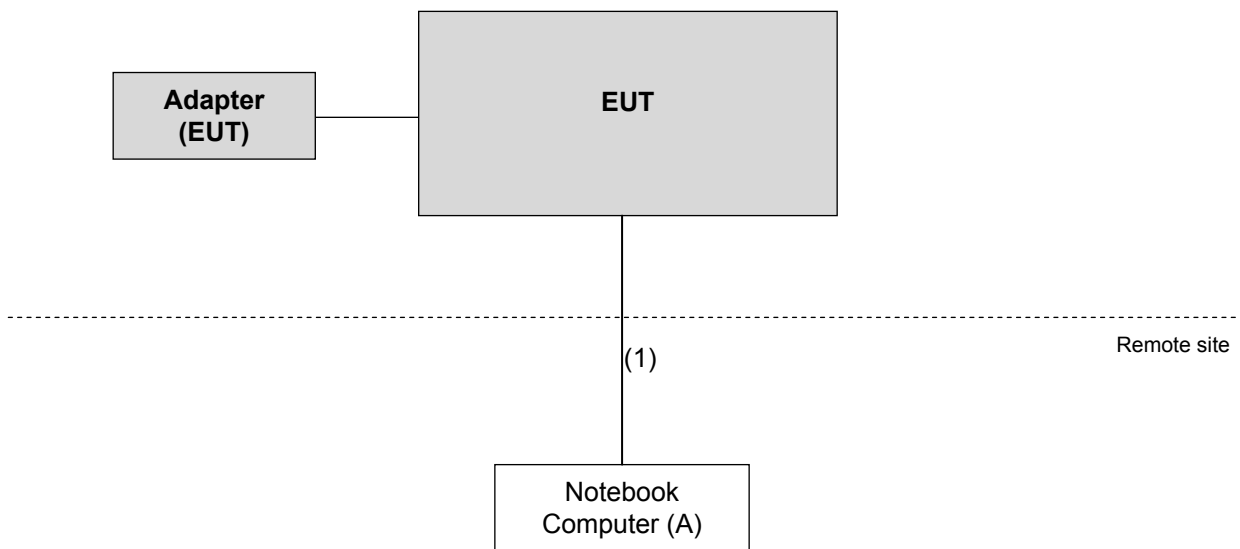 Adapter
(EUT)
EUT
Remote site
(1)
Notebook
Computer (A)